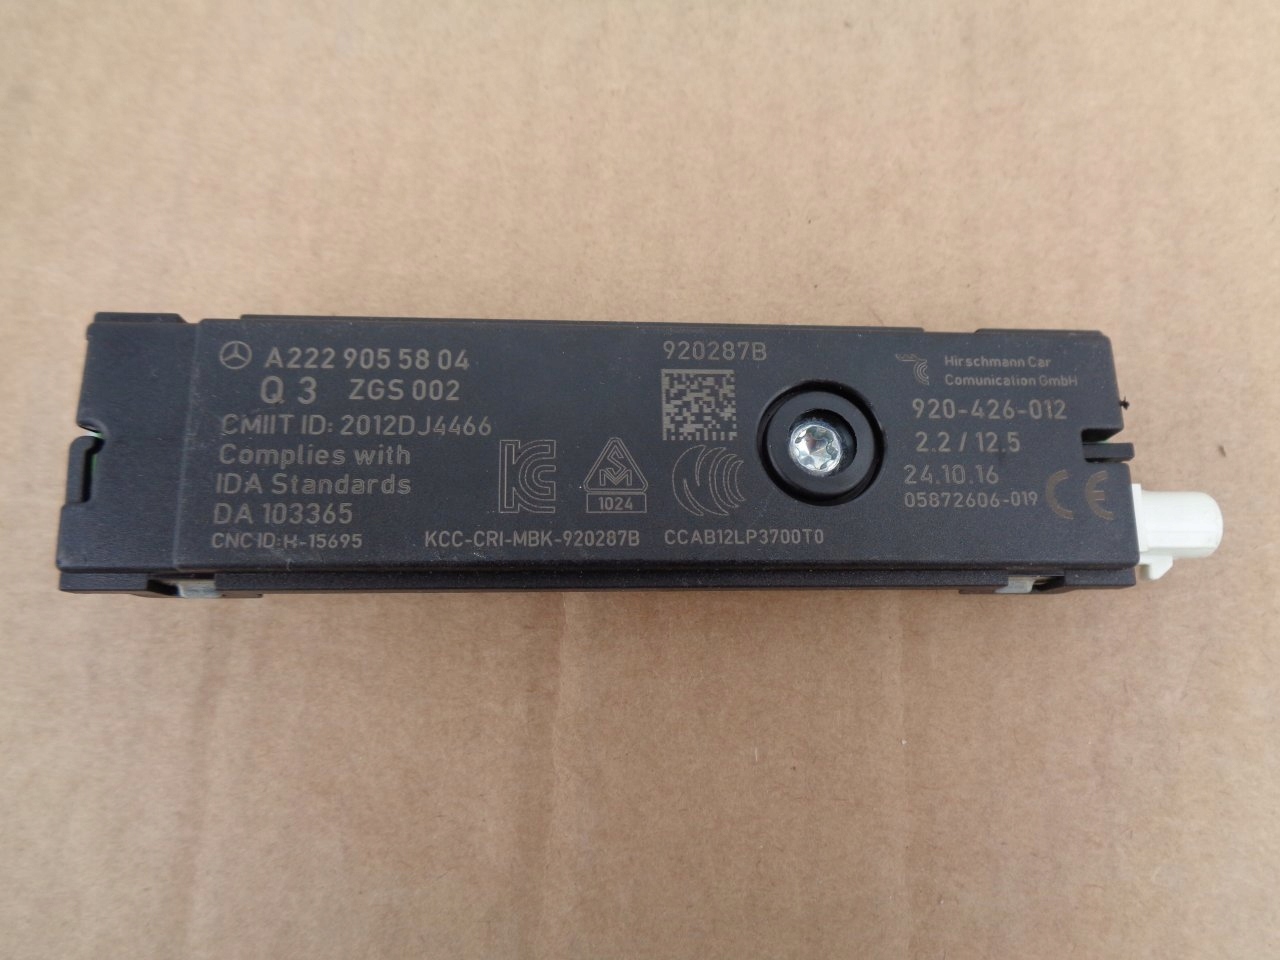 A222 905 58 04
Q 3 ZGS 002
CMIIT ID: 2012DJ4466
Complies with
IDA Standards
DA 103365
CNC ID: H-15695
KCC-CRI-MBK-920287B
1024
920287B
CCAB12LP3700T0
Hirschmann Car
Comunication GmbH
920-426-012
2.2 / 12.5
24.10.16
05872606-019
CE